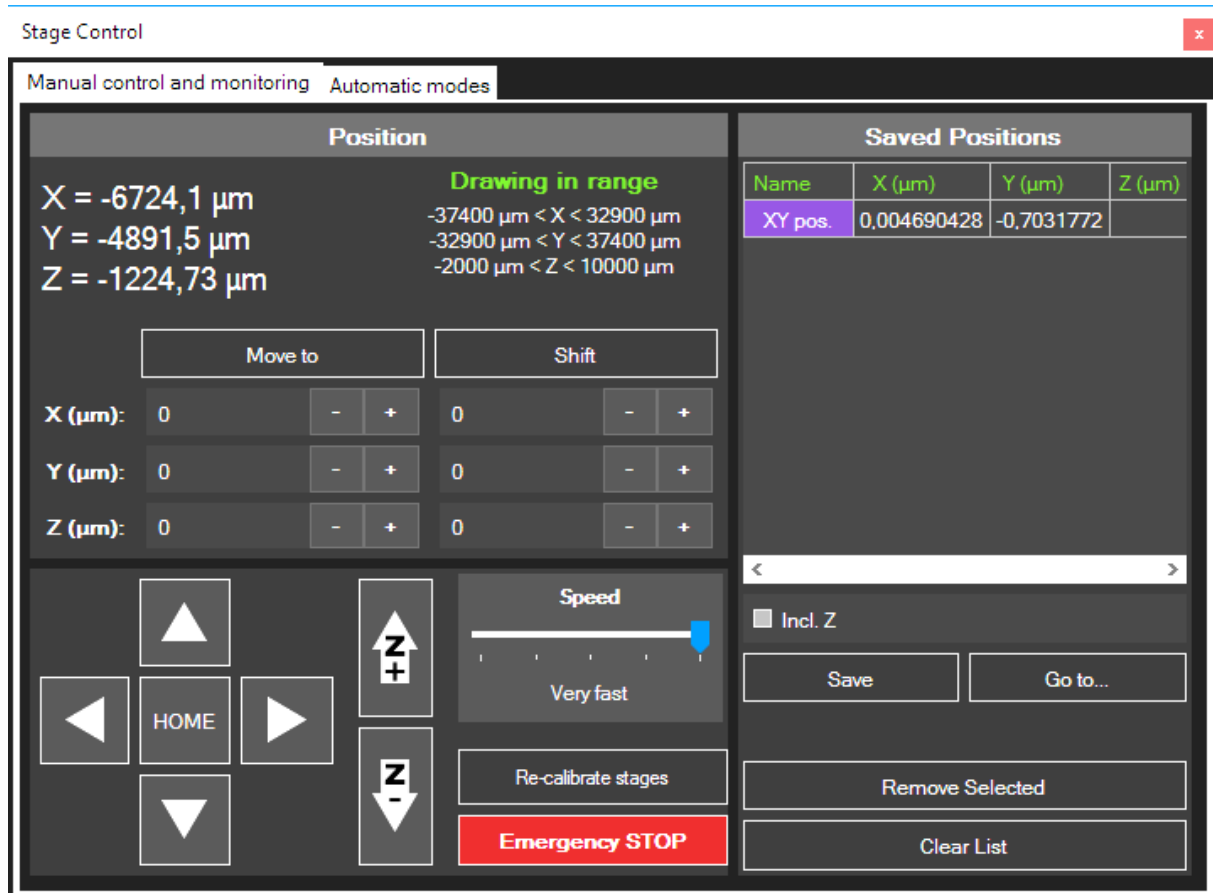 Stage Control
x
Manual control and monitoring
Automatic modes
Position
X = -6724,1 µm
Y = -4891,5 µm
Z = -1224,73 µm
Drawing in range
-37400 µm < X < 32900 µm
-32900 µm < Y < 37400 µm
-2000 µm < Z < 10000 µm
Move to
Shift
X (µm): 0 - + 0 - +
Y (µm): 0 - + 0 - +
Z (µm): 0 - + 0 - +
HOME
Z+
Z-
Speed
Very fast
Re-calibrate stages
Emergency STOP
Saved Positions
Name X (µm) Y (µm) Z (µm)
XY pos. 0,004690428 -0,7031772
< >
Incl. Z
Save
Go to...
Remove Selected
Clear List